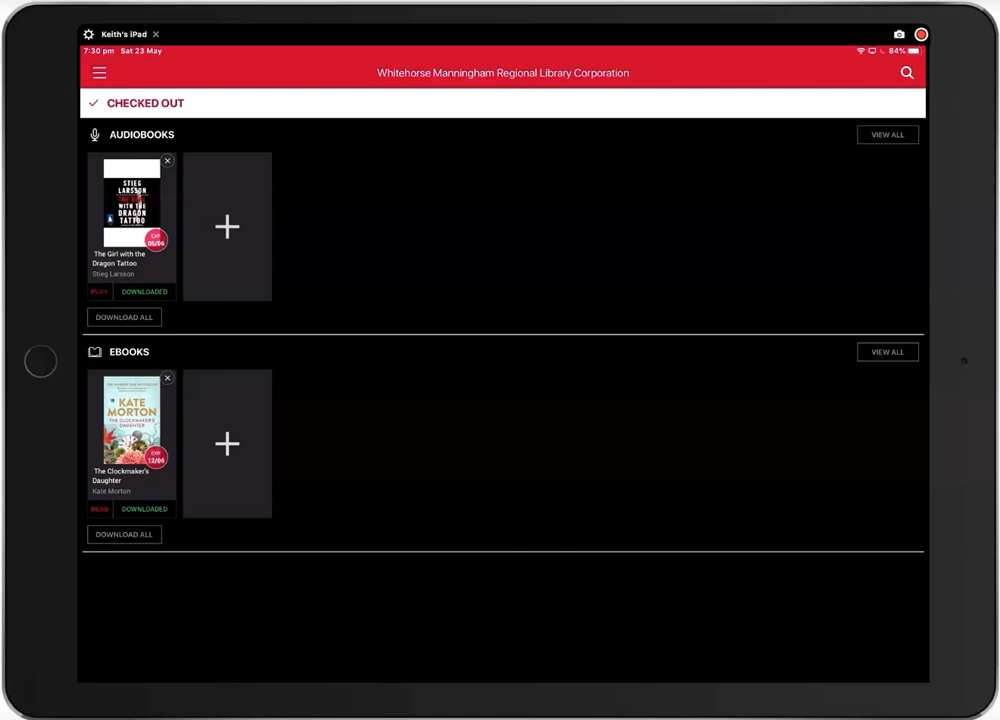 Keith's iPad
7:30 pm Sat 23 May
84%
Whitehorse Manningham Regional Library Corporation
CHECKED OUT
AUDIOBOOKS
VIEW ALL
STIEG
LARSSON
THE GIRL
WITH THE
DRAGON
TATTOO
EXP
05/06
The Girl with the
Dragon Tattoo
Stieg Larsson
PLAY DOWNLOADED
DOWNLOAD ALL
EBOOKS
VIEW ALL
KATE
MORTON
THE CLOCKMAKER'S
DAUGHTER
EXP
12/06
The Clockmaker's
Daughter
Kate Morton
READ DOWNLOADED
DOWNLOAD ALL